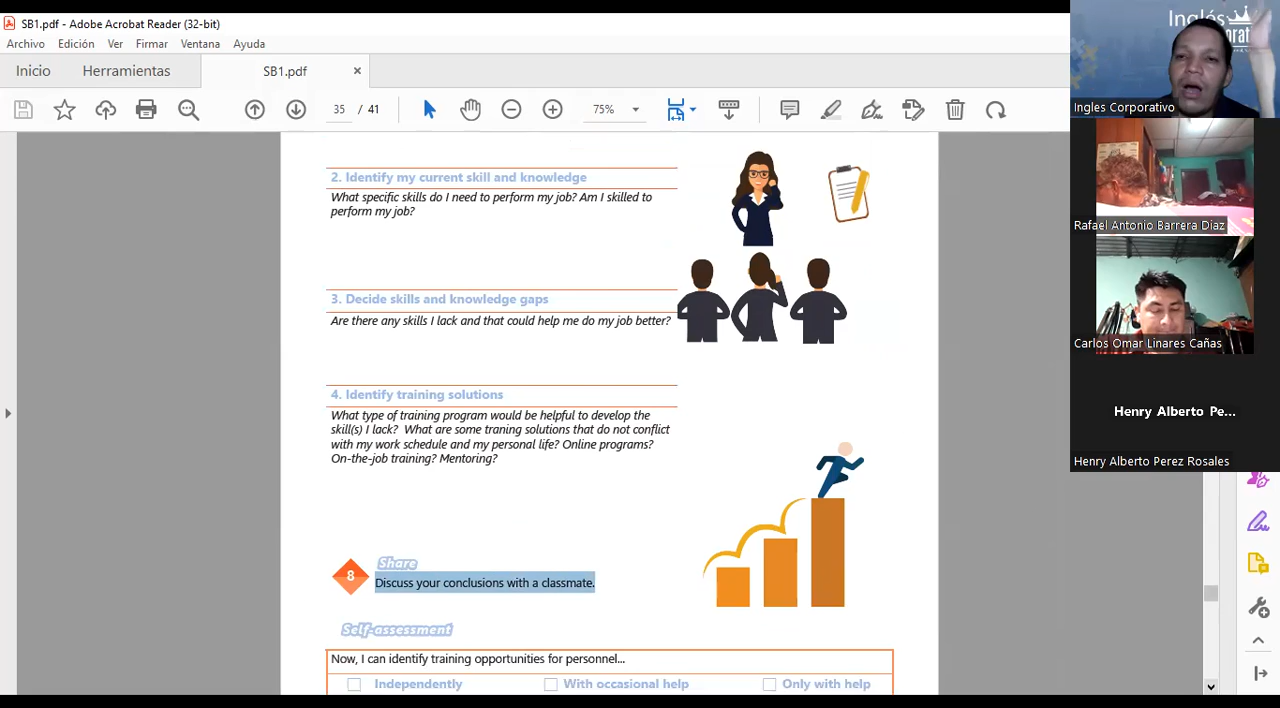 SB1.pdf - Adobe Acrobat Reader (32-bit)
Archivo Edición Ver Firmar Ventana Ayuda
Inicio Herramientas SB1.pdf ×
35 / 41 75%
2. Identify my current skill and knowledge
What specific skills do I need to perform my job? Am I skilled to
perform my job?
3. Decide skills and knowledge gaps
Are there any skills I lack and that could help me do my job better?
4. Identify training solutions
What type of training program would be helpful to develop the
skill(s) I lack? What are some traning solutions that do not conflict
with my work schedule and my personal life? Online programs?
On-the-job training? Mentoring?
8
Share
Discuss your conclusions with a classmate.
Self-assessment
Now, I can identify training opportunities for personnel...
Independently With occasional help Only with help
Inglés
Ingles Corporativo
Rafael Antonio Barrera Diaz
Carlos Omar Linares Cañas
Henry Alberto Pe...
Henry Alberto Perez Rosales